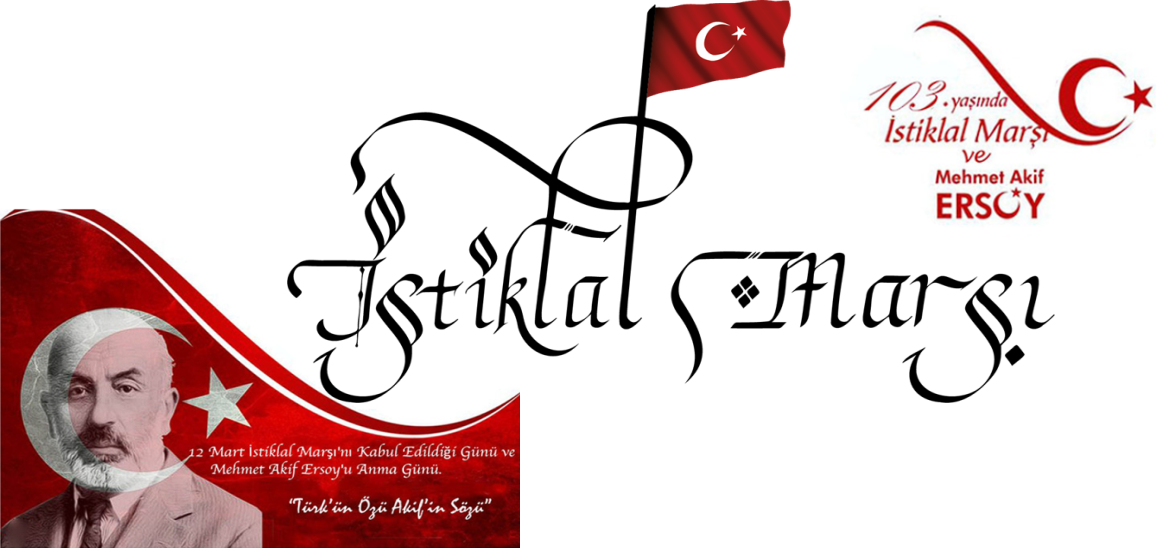 103. yaşında
İstiklal Marşı
ve
Mehmet Akif
ERSOY
İstiklal Marşı
12 Mart İstiklal Marşı'nı Kabul Edildiği Günü ve
Mehmet Akif Ersoy'u Anma Günü.
“Türk’ün Özü Akif’in Sözü”